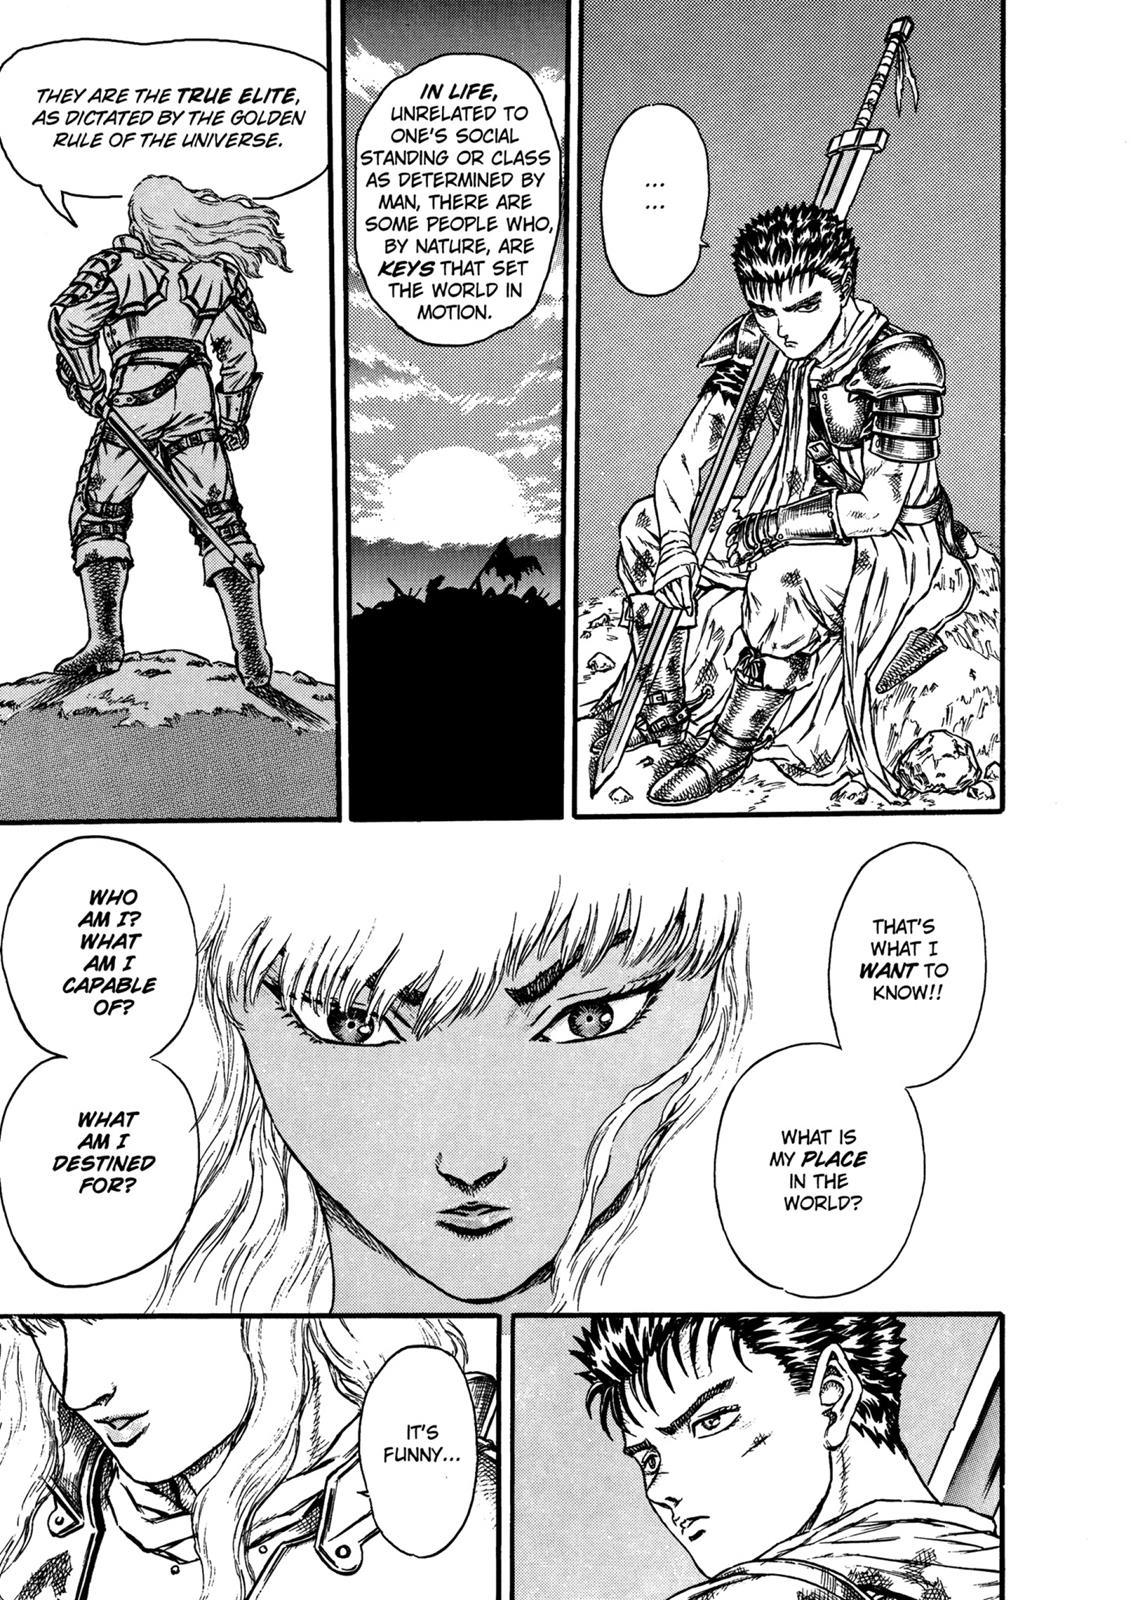 ...
...
IN LIFE,
UNRELATED TO
ONE'S SOCIAL
STANDING OR CLASS
AS DETERMINED BY
MAN, THERE ARE
SOME PEOPLE WHO,
BY NATURE, ARE
KEYS THAT SET
THE WORLD IN
MOTION.
THEY ARE THE TRUE ELITE,
AS DICTATED BY THE GOLDEN
RULE OF THE UNIVERSE.
THAT'S
WHAT I
WANT TO
KNOW!!
WHAT IS
MY PLACE
IN THE
WORLD?
WHO
AM I?
WHAT
AM I
CAPABLE
OF?
WHAT
AM I
DESTINED
FOR?
IT'S
FUNNY...